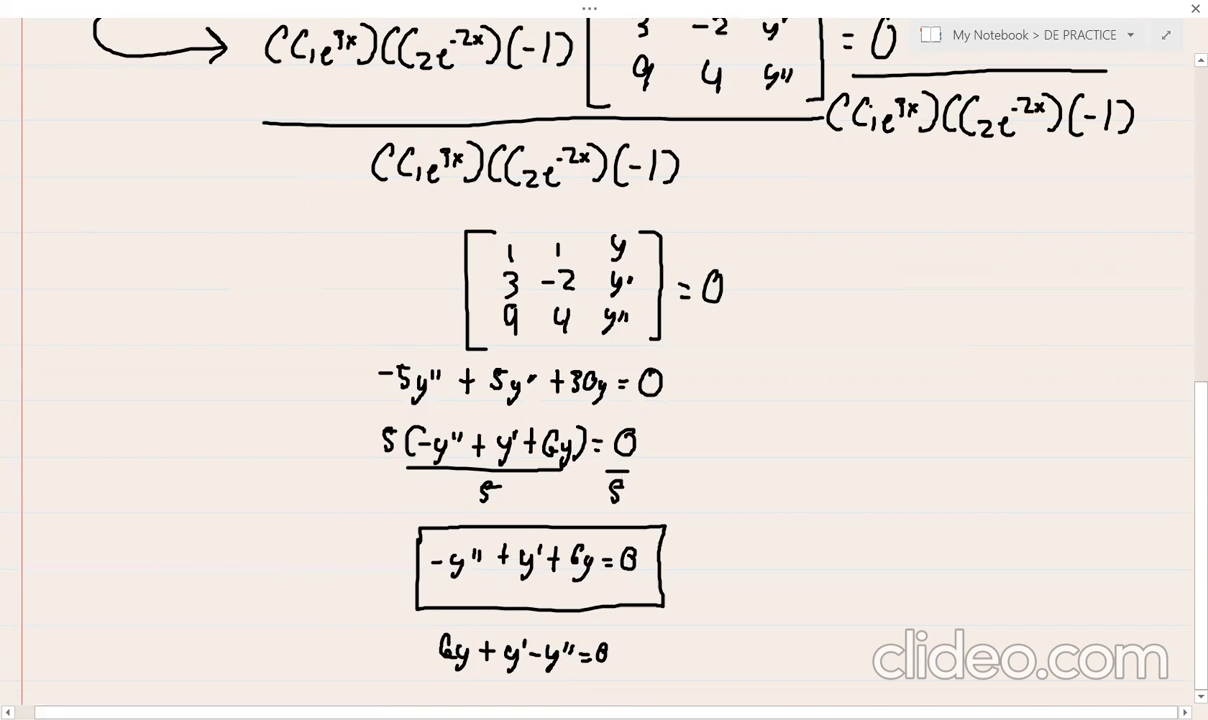 My Notebook > DE PRACTICE
3 -2 y'
(C₁e³ˣ)(C₂e⁻²ˣ)(-1) = 0
9 4 y''
(C₁e³ˣ)(C₂e⁻²ˣ)(-1)
(C₁e³ˣ)(C₂e⁻²ˣ)(-1)
1 1 y
3 -2 y' = 0
9 4 y''
-5y'' + 5y' + 30y = 0
5(-y'' + y' + 6y) = 0
5 5
-y'' + y' + 6y = 0
6y + y' - y'' = 0
clideo.com